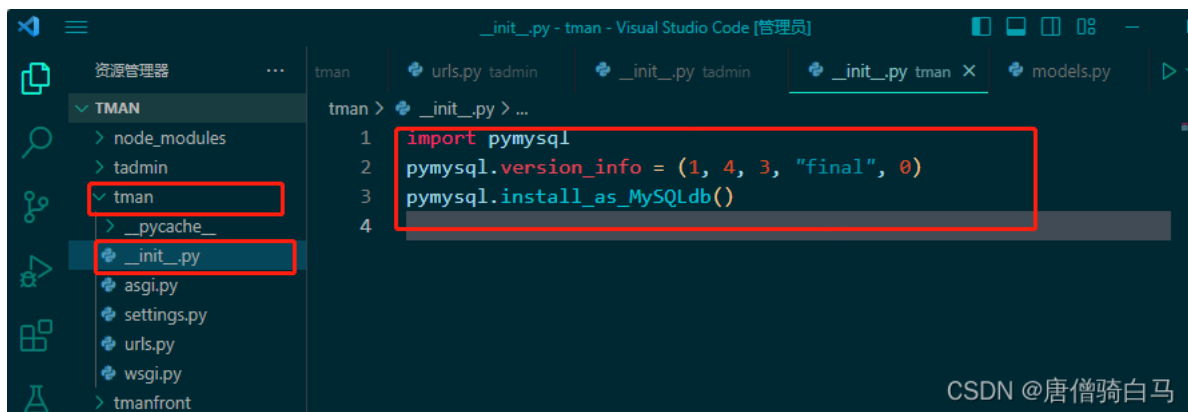 __init__.py - tman - Visual Studio Code [管理员]
资源管理器 ···
tman urls.py tadmin __init__.py tadmin __init__.py tman × models.py
TMAN
tman > __init__.py > ...
node_modules
tadmin
tman
__pycache__
__init__.py
asgi.py
settings.py
urls.py
wsgi.py
tmanfront
1 import pymysql
2 pymysql.version_info = (1, 4, 3, "final", 0)
3 pymysql.install_as_MySQLdb()
4
CSDN @唐僧骑白马